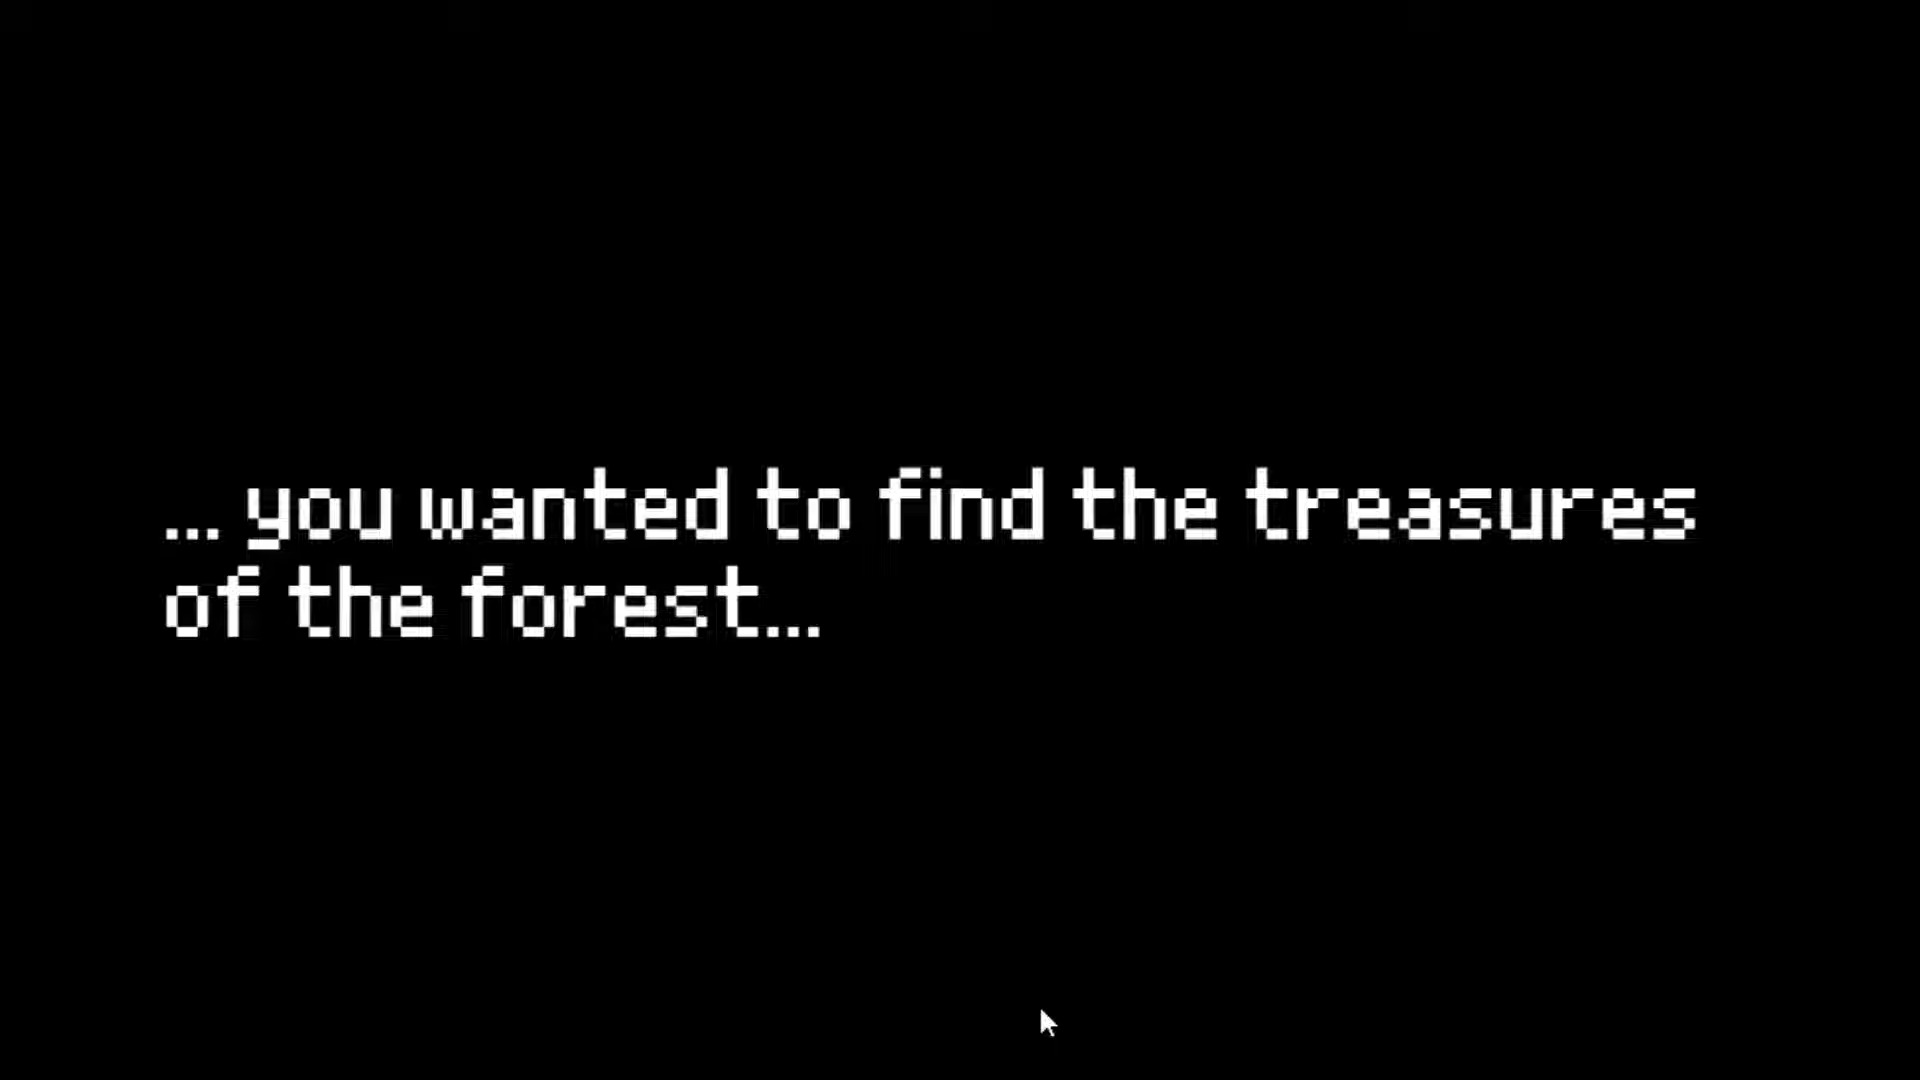 ... you wanted to find the treasures
of the forest...